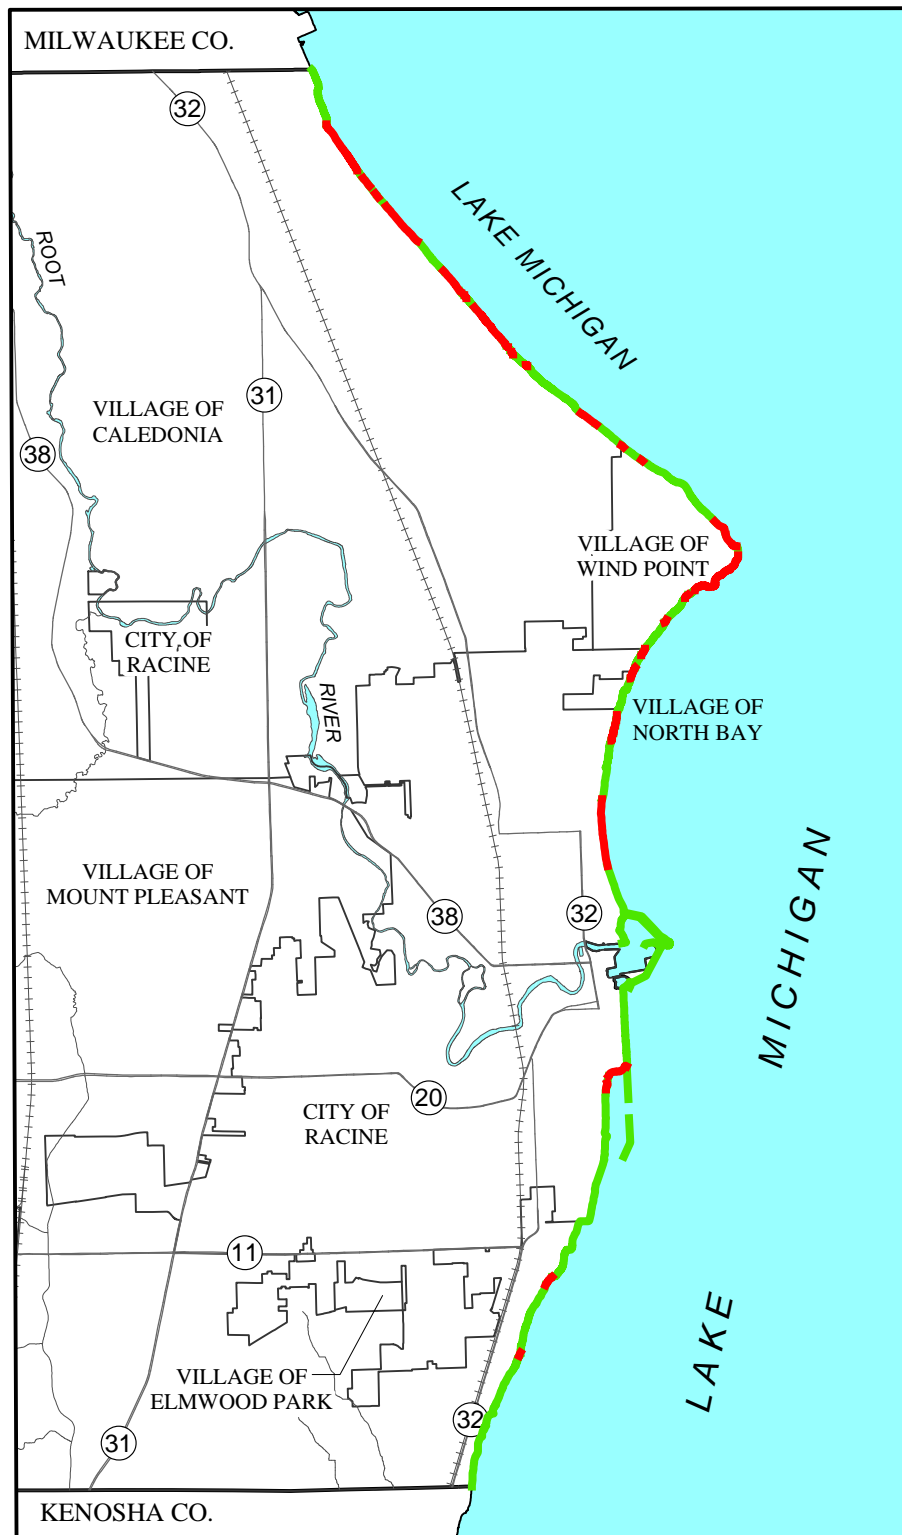 MILWAUKEE CO.
32
LAKE MICHIGAN
ROOT
31
VILLAGE OF
CALEDONIA
38
VILLAGE OF
WIND POINT
CITY OF
RACINE
RIVER
VILLAGE OF
NORTH BAY
VILLAGE OF
MOUNT PLEASANT
38
32
LAKE MICHIGAN
20
CITY OF
RACINE
11
VILLAGE OF
ELMWOOD PARK
32
31
KENOSHA CO.